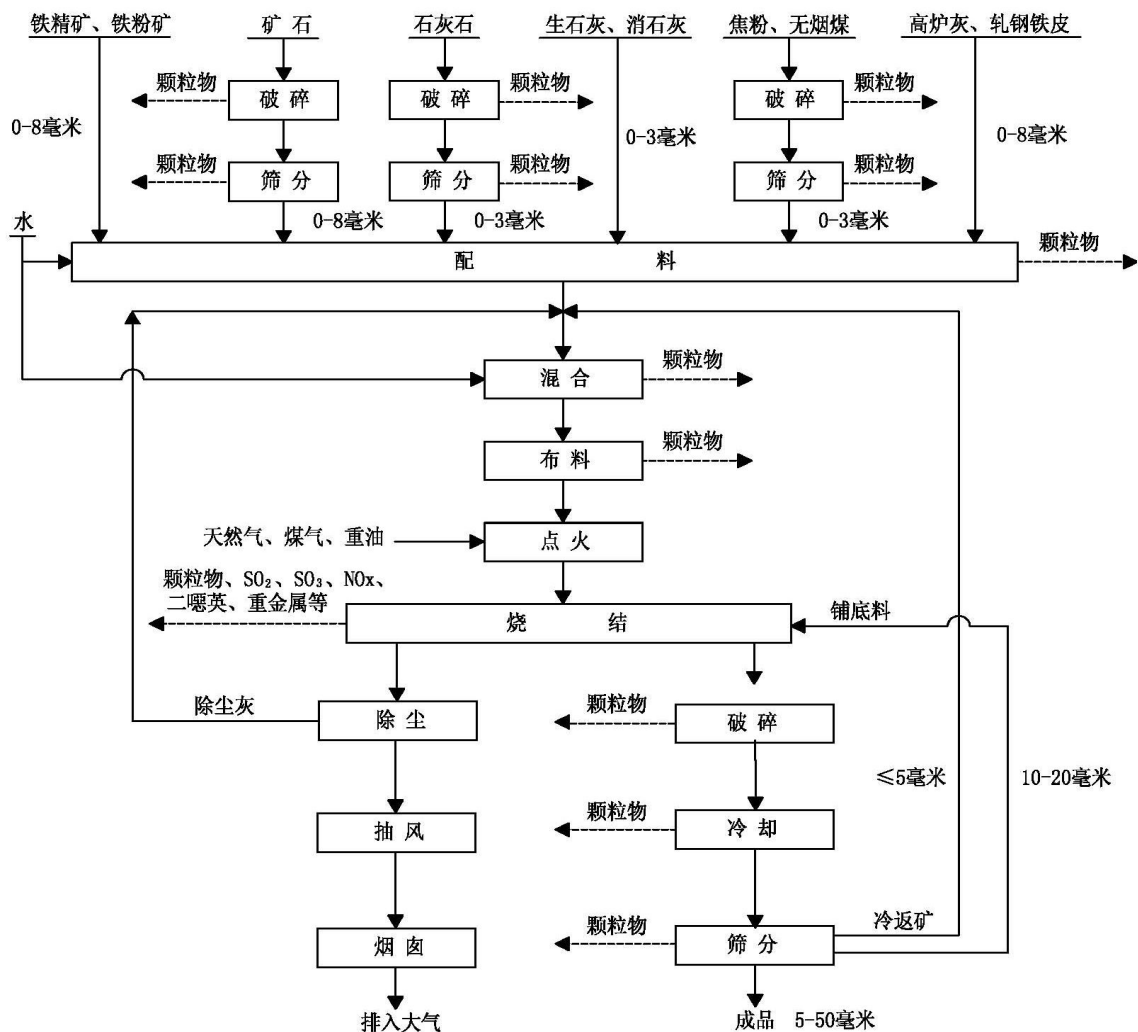 铁精矿、铁粉矿
矿 石
石灰石
生石灰、消石灰
焦粉、无烟煤
高炉灰、轧钢铁皮
颗粒物
破 碎
破 碎
颗粒物
破 碎
颗粒物
0-8毫米
0-3毫米
0-8毫米
颗粒物
筛 分
筛 分
颗粒物
筛 分
颗粒物
水
0-8毫米
0-3毫米
0-3毫米
配 料
颗粒物
混 合
颗粒物
布 料
颗粒物
天然气、煤气、重油
点 火
颗粒物、SO₂、SO₃、NOx、
二噁英、重金属等
烧 结
铺底料
除尘灰
除 尘
颗粒物
破 碎
≤5毫米
10-20毫米
抽 风
颗粒物
冷 却
烟 囱
颗粒物
筛 分
冷返矿
排入大气
成品 5-50毫米